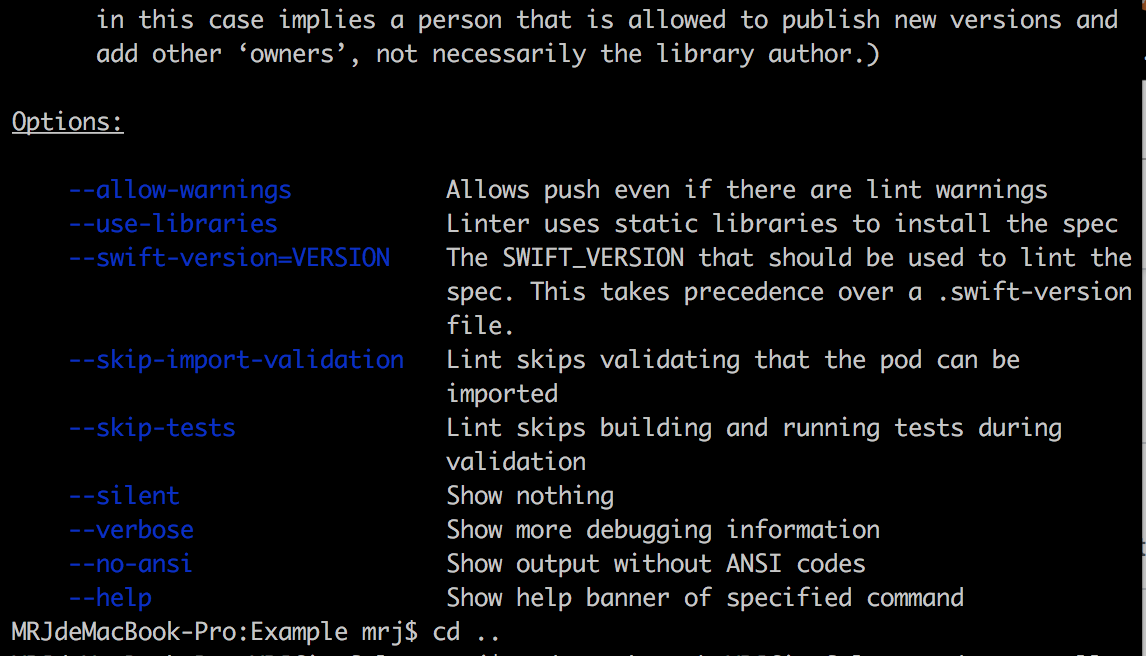 in this case implies a person that is allowed to publish new versions and
add other ‘owners’, not necessarily the library author.)
Options:
--allow-warnings Allows push even if there are lint warnings
--use-libraries Linter uses static libraries to install the spec
--swift-version=VERSION The SWIFT_VERSION that should be used to lint the
spec. This takes precedence over a .swift-version
file.
--skip-import-validation Lint skips validating that the pod can be
imported
--skip-tests Lint skips building and running tests during
validation
--silent Show nothing
--verbose Show more debugging information
--no-ansi Show output without ANSI codes
--help Show help banner of specified command
MRJdeMacBook-Pro:Example mrj$ cd ..